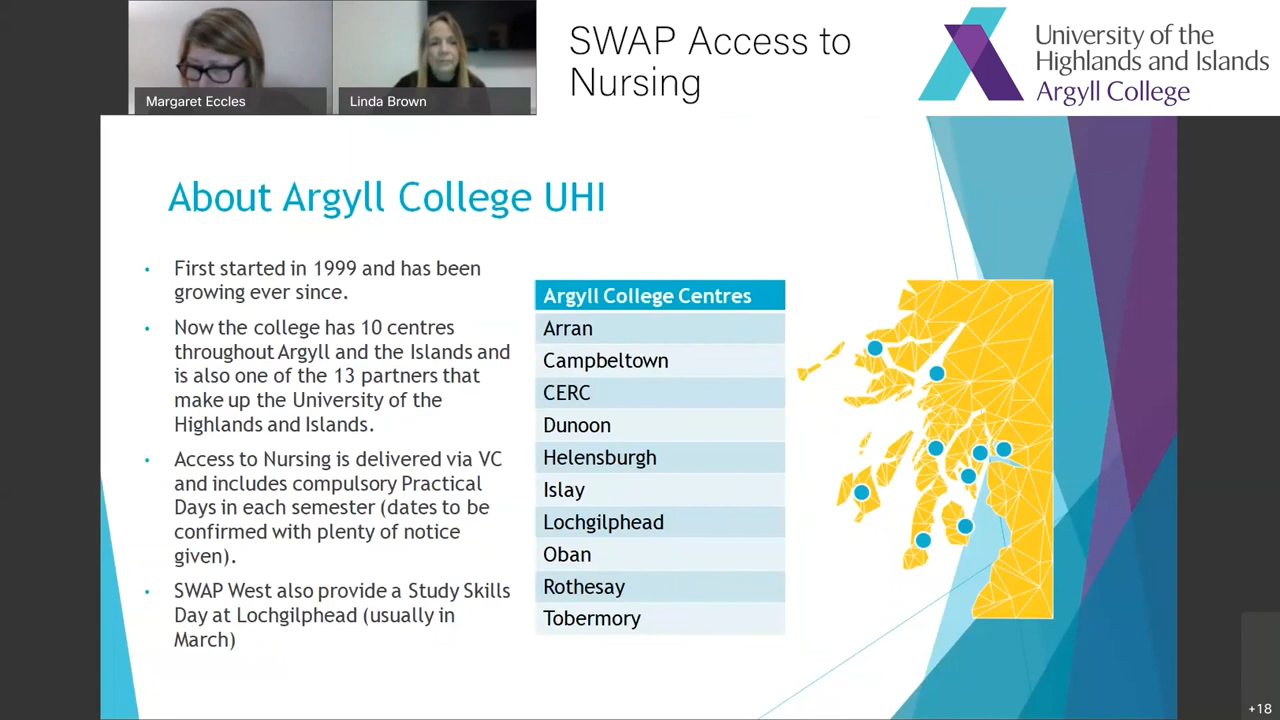 Margaret Eccles
Linda Brown
SWAP Access to
Nursing
University of the
Highlands and Islands
Argyll College
About Argyll College UHI
• First started in 1999 and has been
growing ever since.
• Now the college has 10 centres
throughout Argyll and the Islands and
is also one of the 13 partners that
make up the University of the
Highlands and Islands.
• Access to Nursing is delivered via VC
and includes compulsory Practical
Days in each semester (dates to be
confirmed with plenty of notice
given).
• SWAP West also provide a Study Skills
Day at Lochgilphead (usually in
March)
Argyll College Centres
Arran
Campbeltown
CERC
Dunoon
Helensburgh
Islay
Lochgilphead
Oban
Rothesay
Tobermory
+18